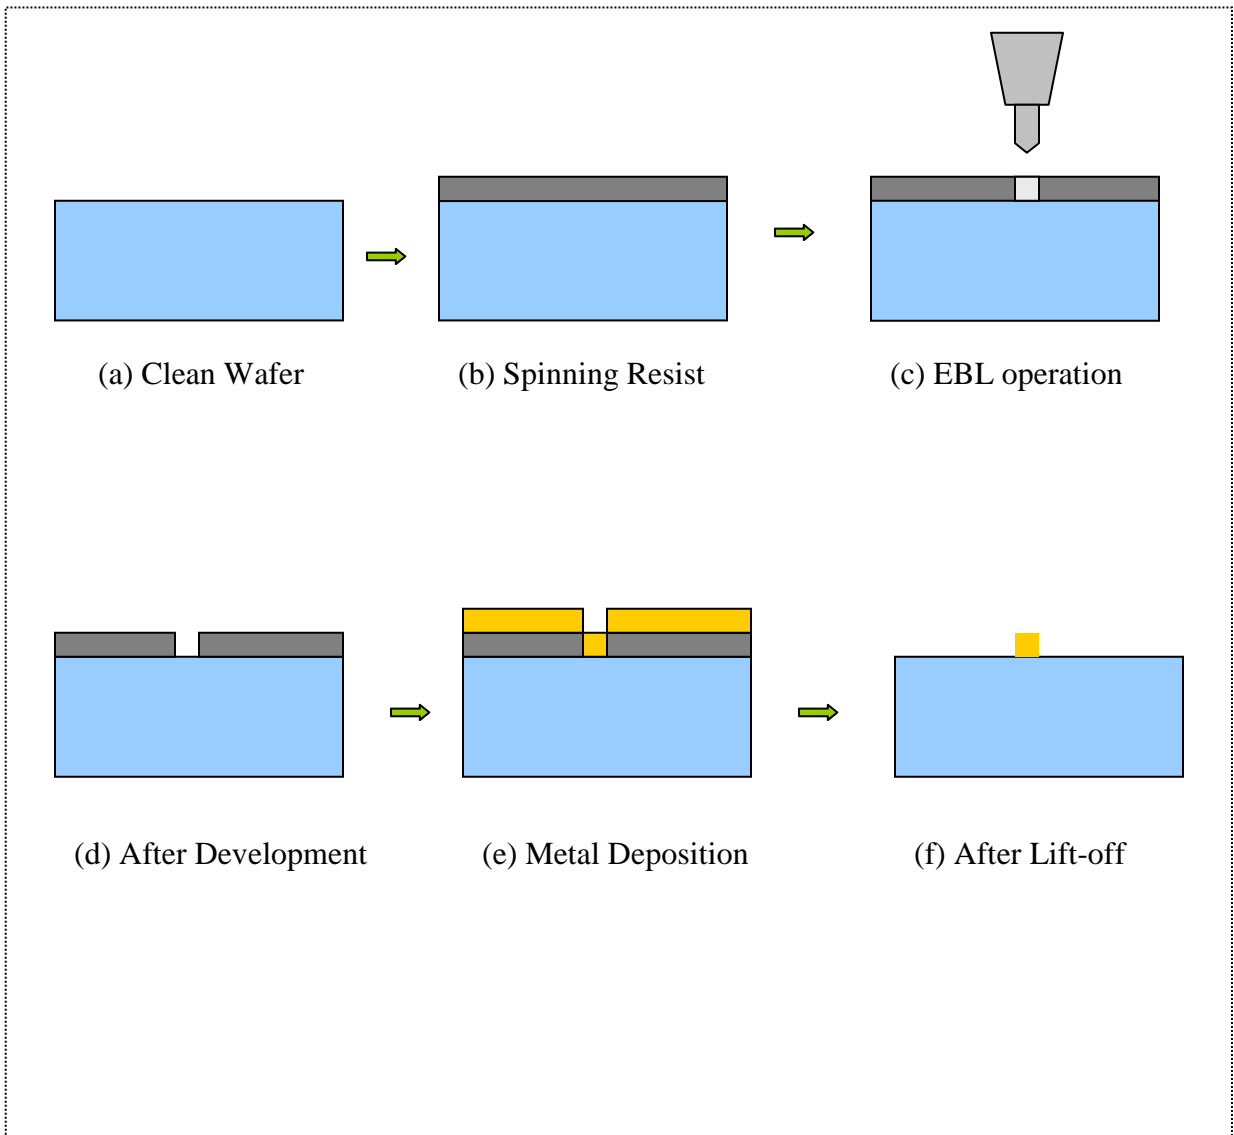 (a) Clean Wafer
(b) Spinning Resist
(c) EBL operation
(d) After Development
(e) Metal Deposition
(f) After Lift-off